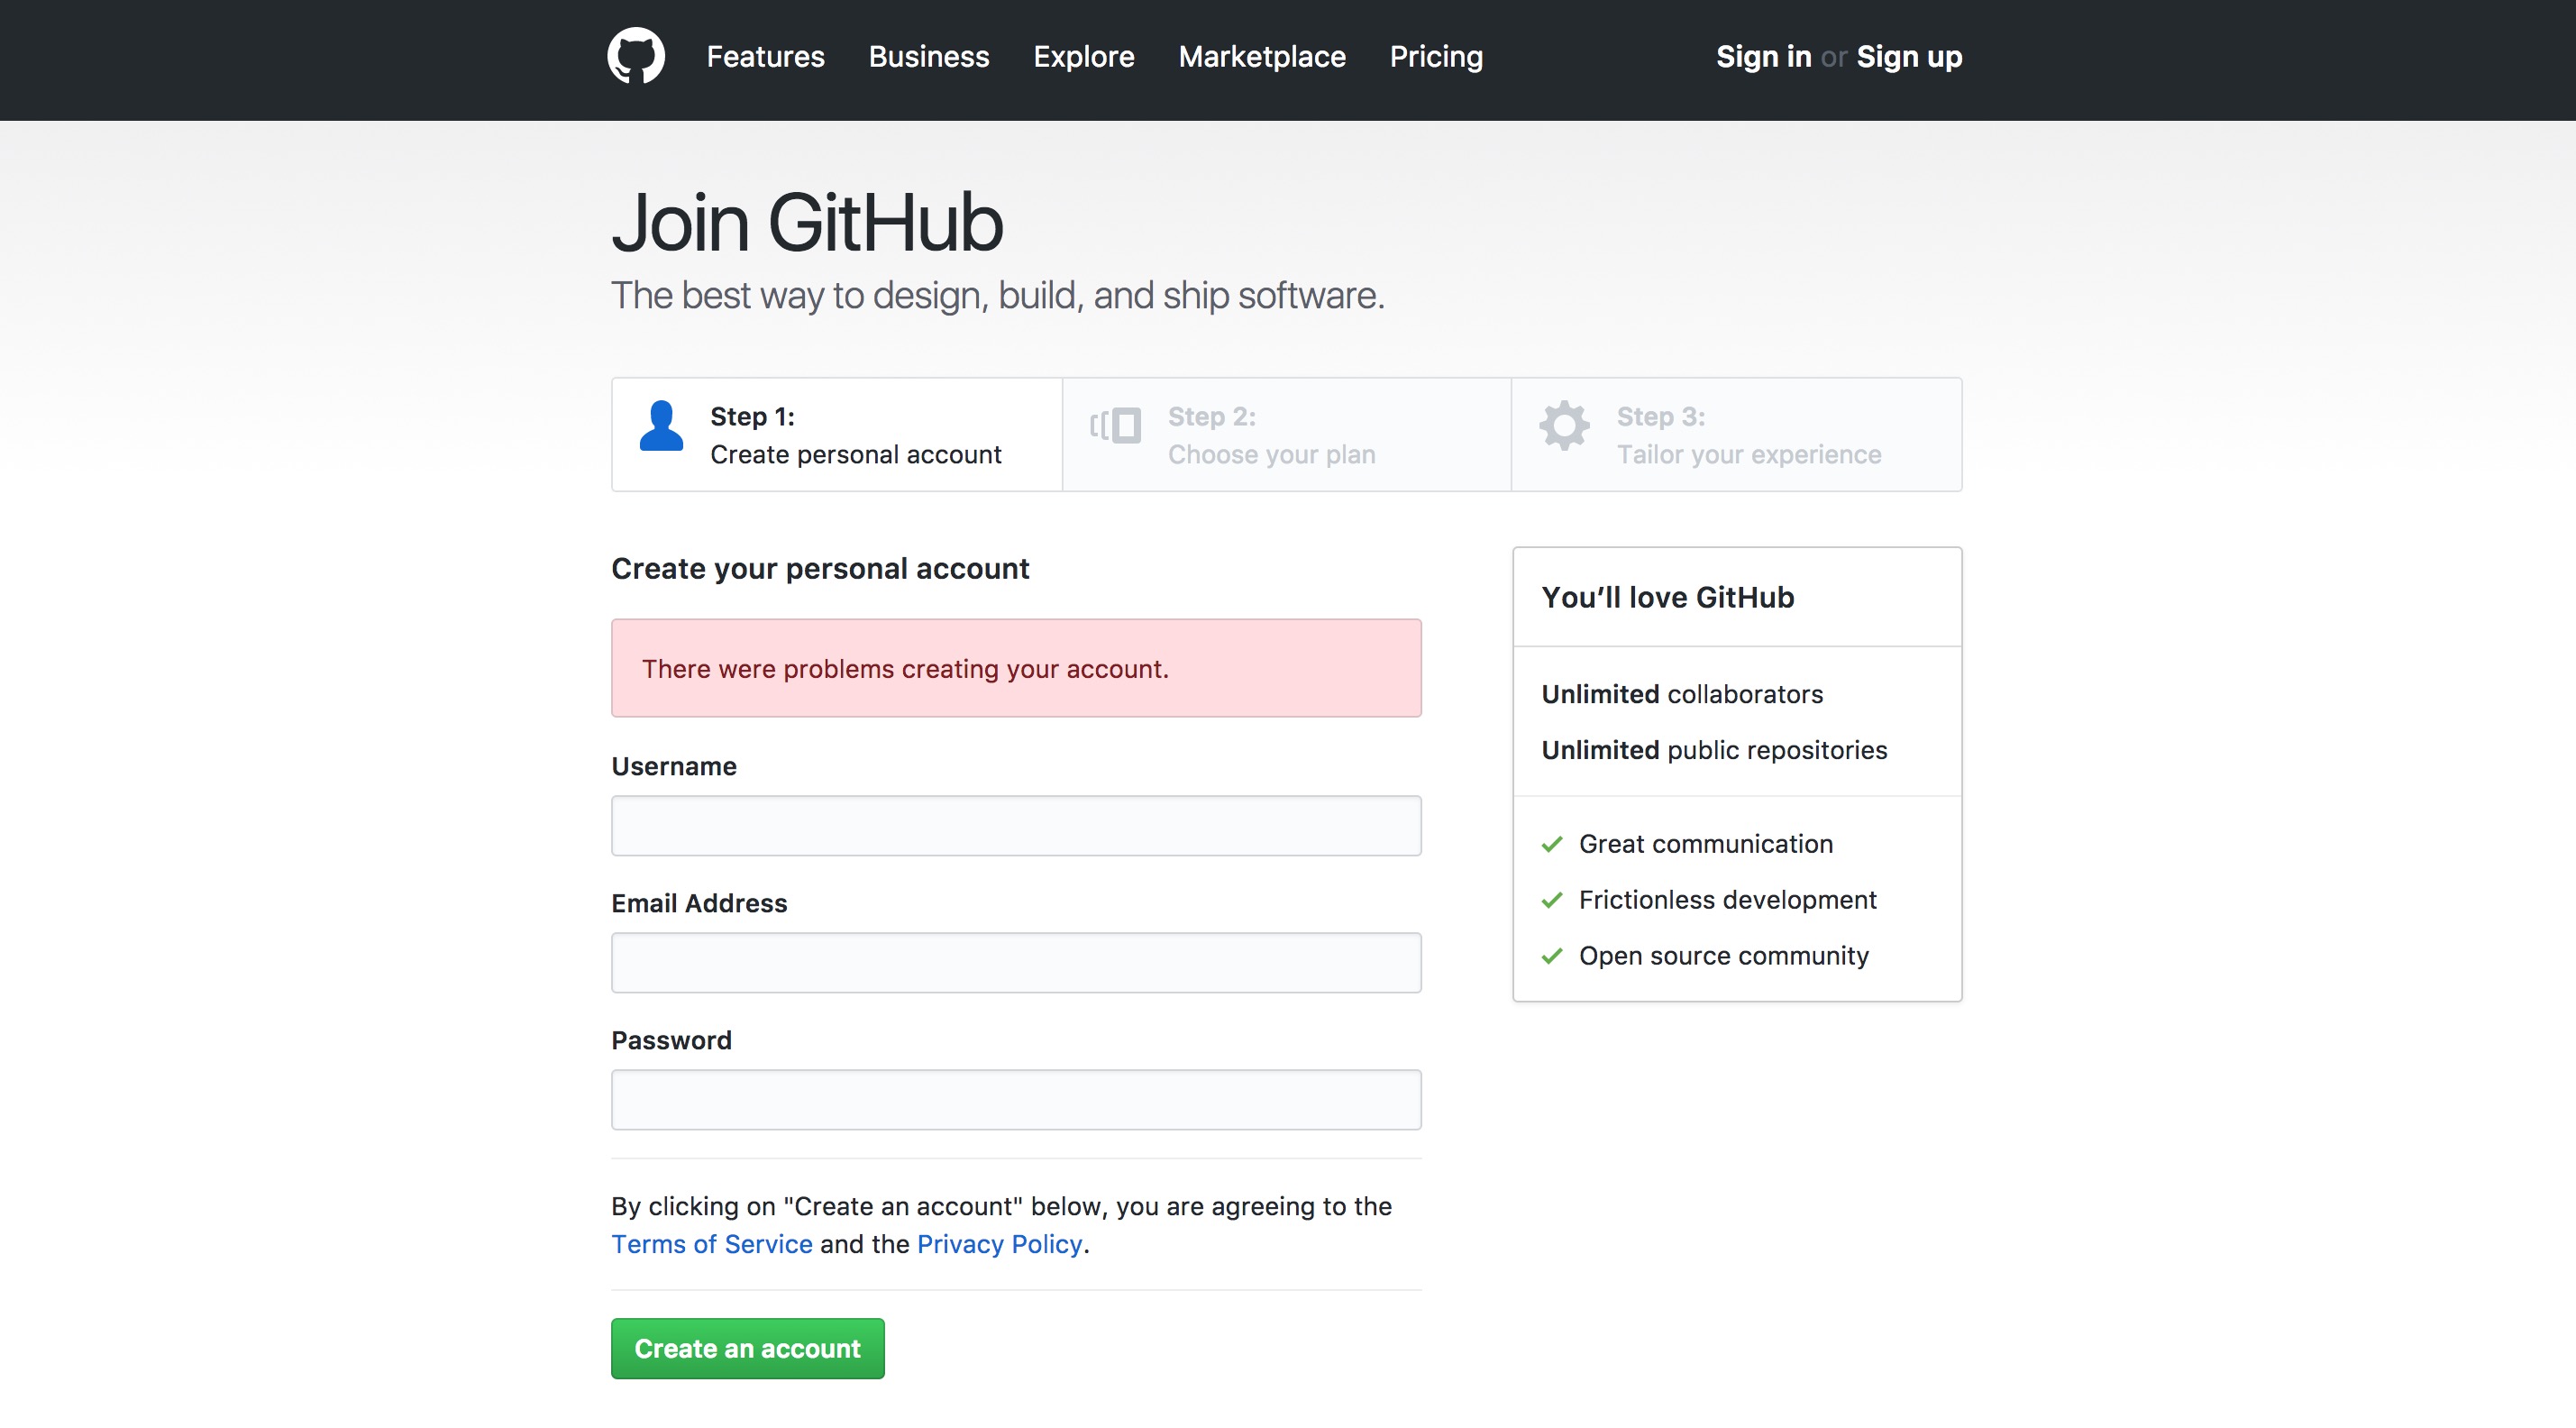 Features Business Explore Marketplace Pricing Sign in or Sign up
Join GitHub
The best way to design, build, and ship software.
Step 1:
Create personal account
Step 2:
Choose your plan
Step 3:
Tailor your experience
Create your personal account
There were problems creating your account.
Username
Email Address
Password
By clicking on "Create an account" below, you are agreeing to the
Terms of Service and the Privacy Policy.
Create an account
You’ll love GitHub
Unlimited collaborators
Unlimited public repositories
Great communication
Frictionless development
Open source community